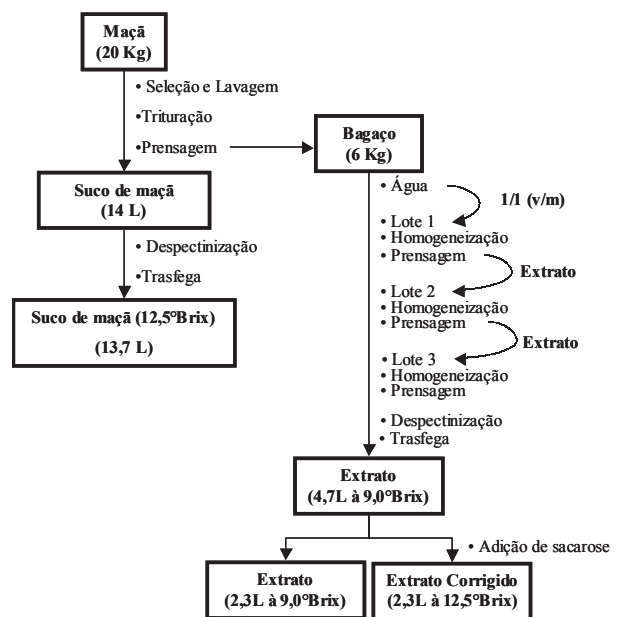 Maçã
(20 Kg)
• Seleção e Lavagem
•Trituração
•Prensagem
Suco de maçã
(14 L)
• Despectinização
•Trasfega
Suco de maçã (12,5°Brix)
(13,7 L)
Bagaço
(6 Kg)
• Água
1/1 (v/m)
• Lote 1
• Homogeneização
• Prensagem
Extrato
• Lote 2
• Homogeneização
• Prensagem
Extrato
• Lote 3
• Homogeneização
• Prensagem
• Despectinização
• Trasfega
Extrato
(4,7L à 9,0°Brix)
• Adição de sacarose
Extrato
(2,3L à 9,0°Brix)
Extrato Corrigido
(2,3L à 12,5°Brix)